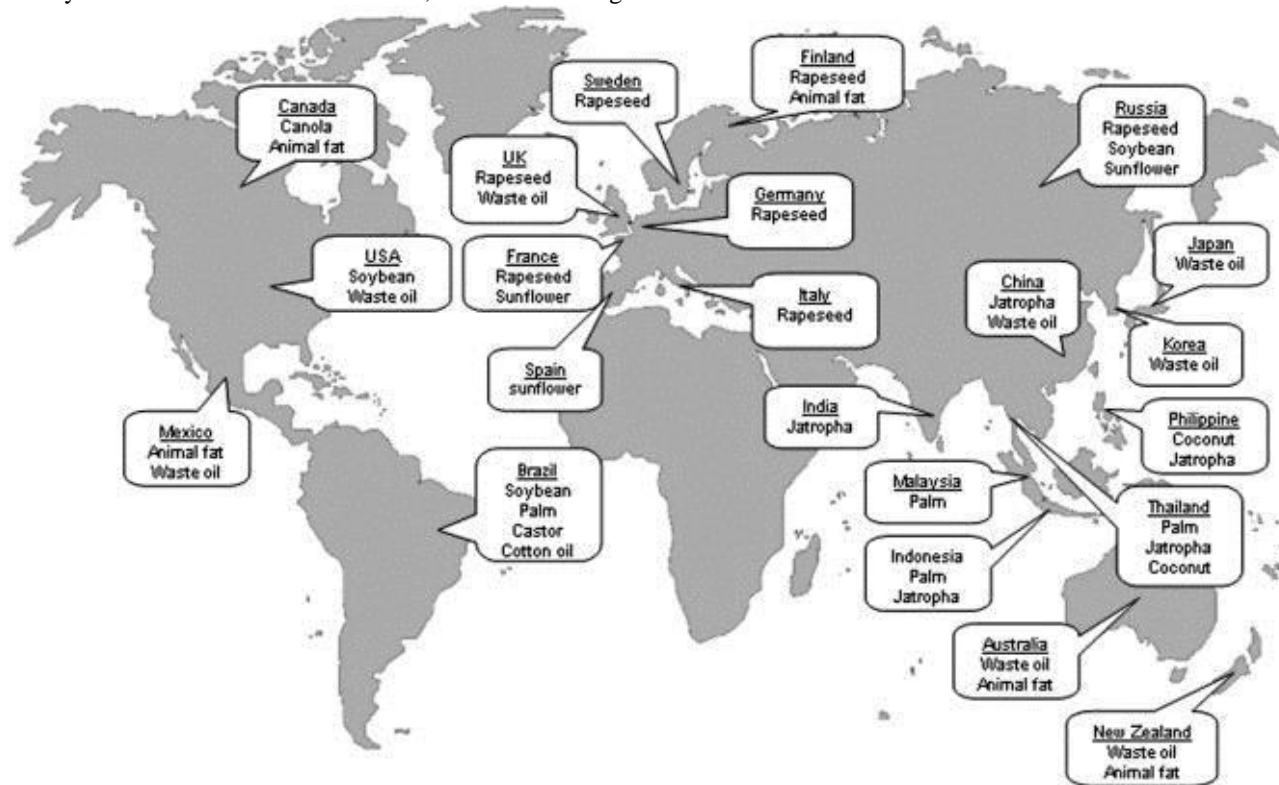 Finland
Rapeseed
Animal fat
Sweden
Rapeseed
Canada
Canola
Animal fat
Russia
Rapeseed
Soybean
Sunflower
UK
Rapeseed
Waste oil
Germany
Rapeseed
USA
Soybean
Waste oil
France
Rapeseed
Sunflower
Japan
Waste oil
Italy
Rapeseed
China
Jatropha
Waste oil
Korea
Waste oil
Spain
sunflower
India
Jatropha
Philippine
Coconut
Jatropha
Mexico
Animal fat
Waste oil
Brazil
Soybean
Palm
Castor
Cotton oil
Malaysia
Palm
Thailand
Palm
Jatropha
Coconut
Indonesia
Palm
Jatropha
Australia
Waste oil
Animal fat
New Zealand
Waste oil
Animal fat